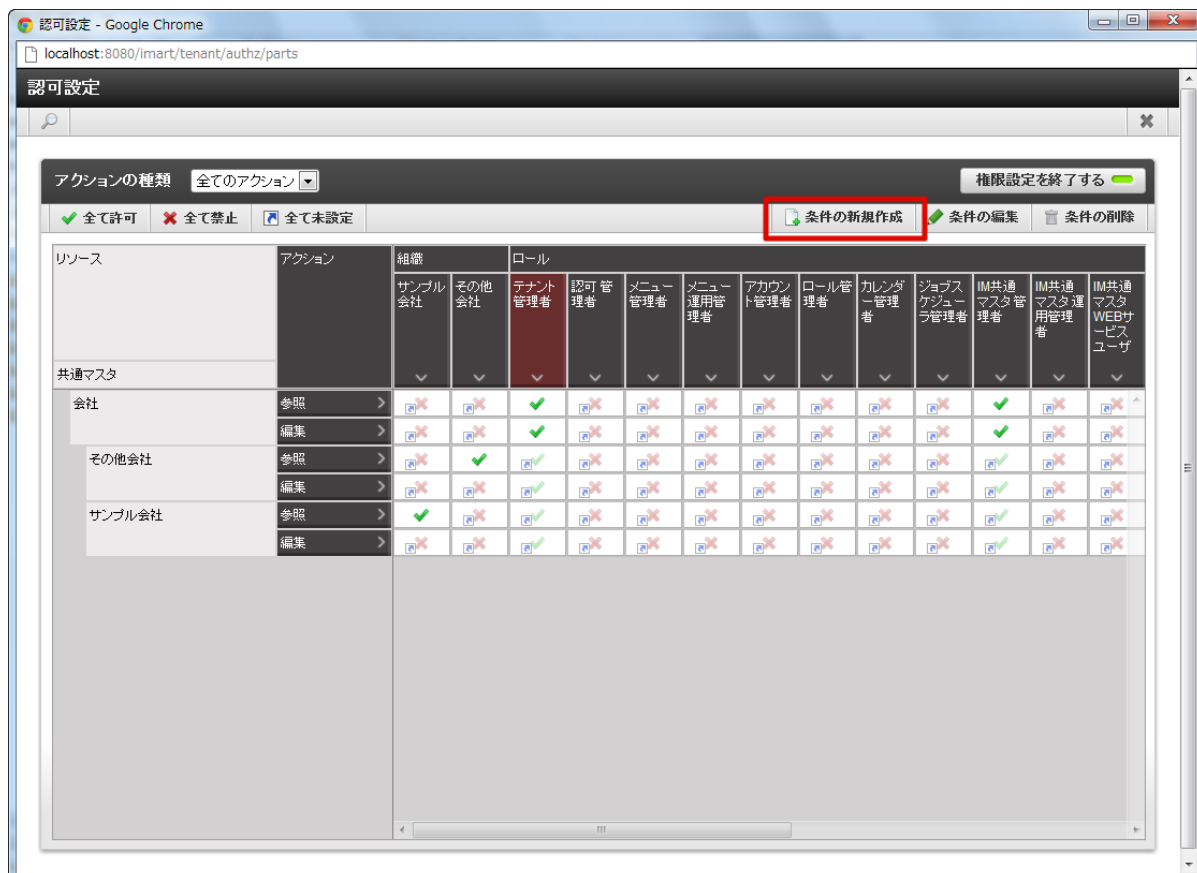 認可設定 - Google Chrome
localhost:8080/imart/tenant/authz/parts
認可設定
アクションの種類 全てのアクション 権限設定を終了する
全て許可 全て禁止 全て未設定 条件の新規作成 条件の編集 条件の削除
リソース アクション 組織 ロール
サンプル その他 テナント 認可管 メニュー メニュー アカウン ロール管 カレンダ ジョブス IM共通 IM共通 IM共通
会社 会社 管理者 理者 管理者 運用管 ト管理者 理者 ー管理 ケジュー マスタ管 マスタ運 マスタ
理者 者 ラ管理者 理者 用管理 WEBサ
者 ービス
ユーザ
共通マスタ
会社 参照
編集
その他会社 参照
編集
サンプル会社 参照
編集